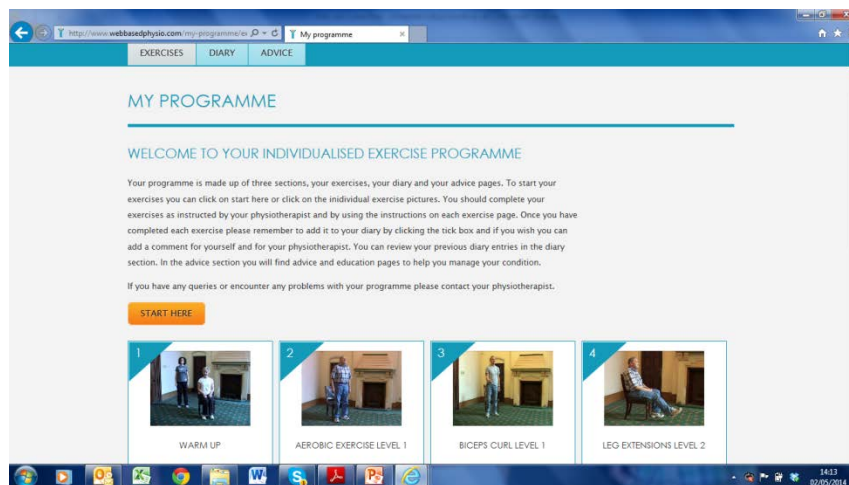 http://www.webbasedphysio.com/my-programme/ex
My programme
EXERCISES DIARY ADVICE
MY PROGRAMME
WELCOME TO YOUR INDIVIDUALISED EXERCISE PROGRAMME
Your programme is made up of three sections, your exercises, your diary and your advice pages. To start your
exercises you can click on start here or click on the inidividual exercise pictures. You should complete your
exercises as instructed by your physiotherapist and by using the instructions on each exercise page. Once you have
completed each exercise please remember to add it to your diary by clicking the tick box and if you wish you can
add a comment for yourself and for your physiotherapist. You can review your previous diary entries in the diary
section. In the advice section you will find advice and education pages to help you manage your condition.
If you have any queries or encounter any problems with your programme please contact your physiotherapist.
START HERE
1 2 3 4
WARM UP AEROBIC EXERCISE LEVEL 1 BICEPS CURL LEVEL 1 LEG EXTENSIONS LEVEL 2
14:13
02/05/2014